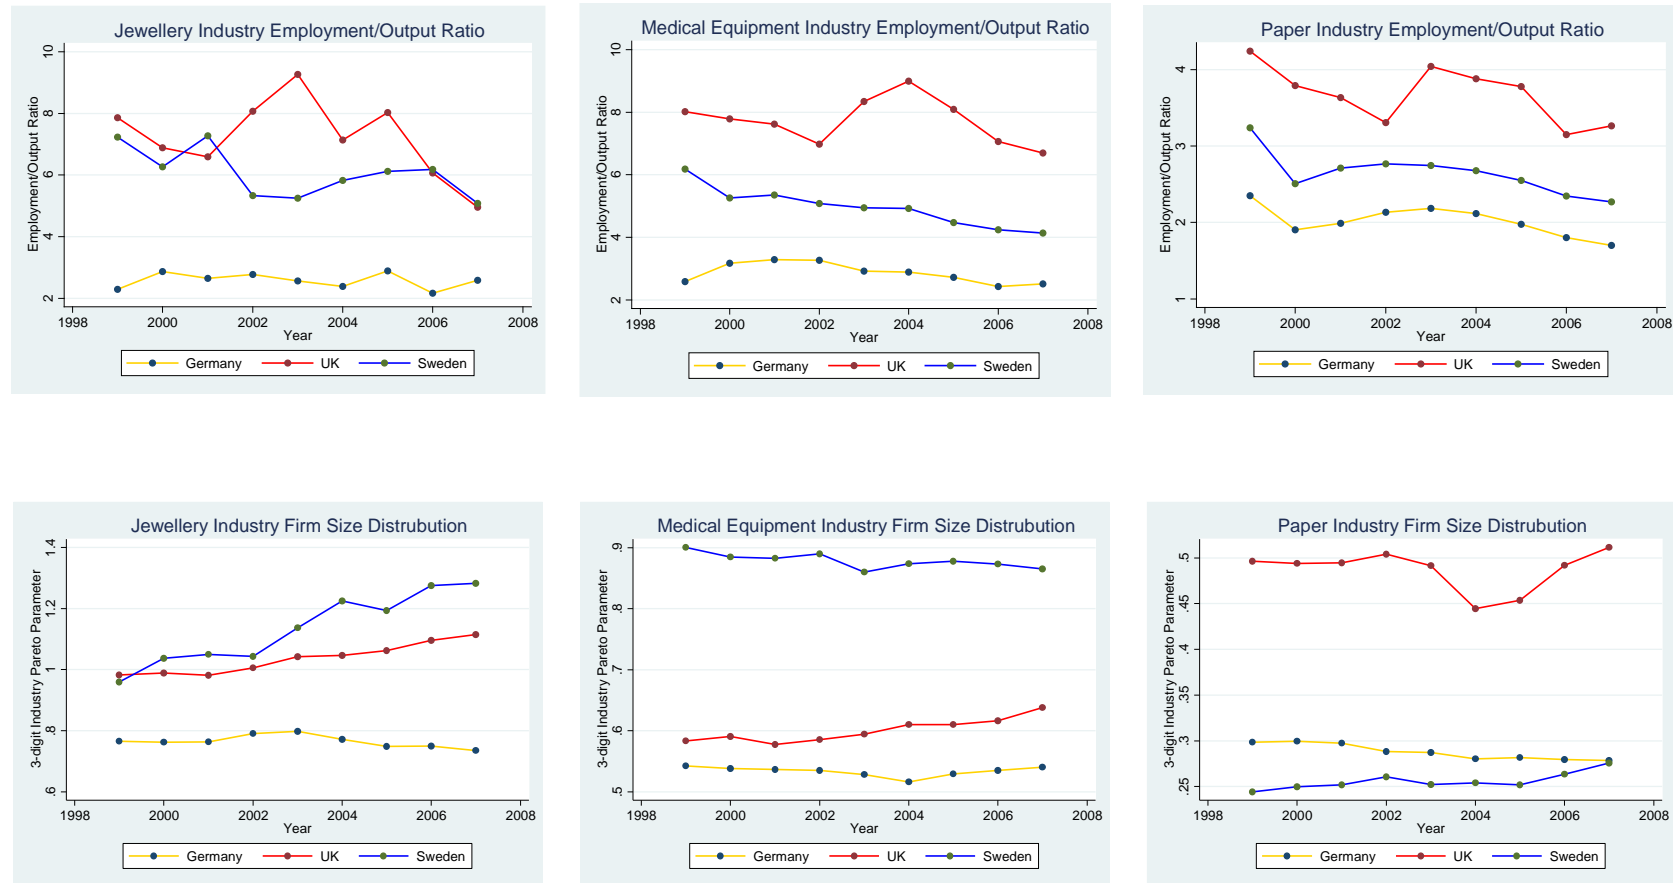 Jewellery Industry Employment/Output Ratio
Employment/Output Ratio
10
8
6
4
2
1998 2000 2002 2004 2006 2008
Year
Germany UK Sweden
Medical Equipment Industry Employment/Output Ratio
Employment/Output Ratio
10
8
6
4
2
1998 2000 2002 2004 2006 2008
Year
Germany UK Sweden
Paper Industry Employment/Output Ratio
Employment/Output Ratio
4
3
2
1
1998 2000 2002 2004 2006 2008
Year
Germany UK Sweden
Jewellery Industry Firm Size Distrubution
3-digit Industry Pareto Parameter
1.4
1.2
1
.8
.6
1998 2000 2002 2004 2006 2008
Year
Germany UK Sweden
Medical Equipment Industry Firm Size Distrubution
3-digit Industry Pareto Parameter
.9
.8
.7
.6
.5
1998 2000 2002 2004 2006 2008
Year
Germany UK Sweden
Paper Industry Firm Size Distrubution
3-digit Industry Pareto Parameter
.5
.45
.4
.35
.3
.25
1998 2000 2002 2004 2006 2008
Year
Germany UK Sweden